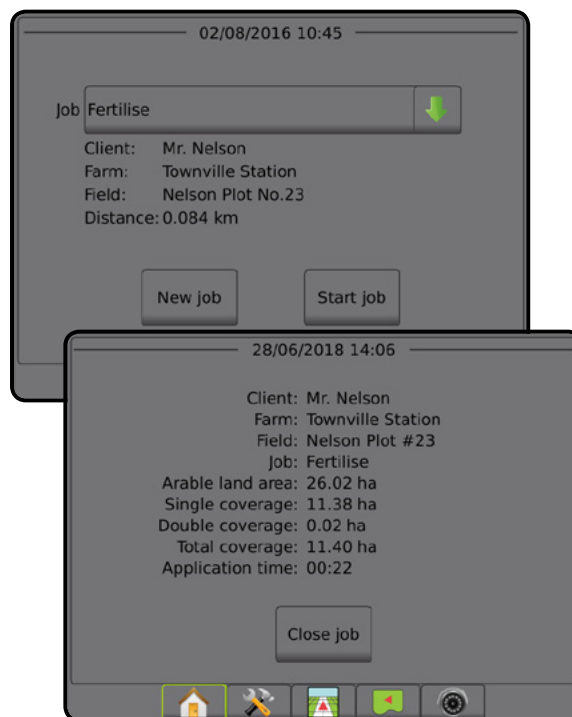 02/08/2016 10:45
Job Fertilise
Client: Mr. Nelson
Farm: Townville Station
Field: Nelson Plot No.23
Distance: 0.084 km
New job Start job
28/06/2018 14:06
Client: Mr. Nelson
Farm: Townville Station
Field: Nelson Plot #23
Job: Fertilise
Arable land area: 26.02 ha
Single coverage: 11.38 ha
Double coverage: 0.02 ha
Total coverage: 11.40 ha
Application time: 00:22
Close job